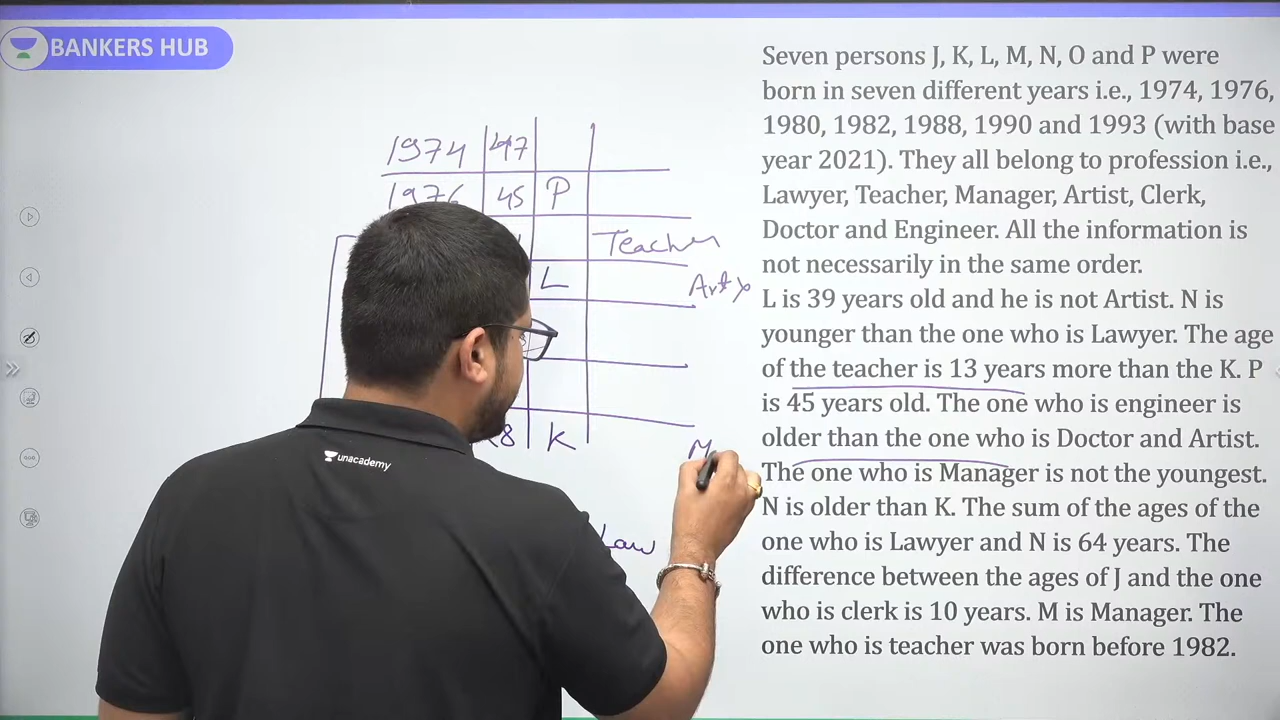 BANKERS HUB
Seven persons J, K, L, M, N, O and P were
born in seven different years i.e., 1974, 1976,
1980, 1982, 1988, 1990 and 1993 (with base
year 2021). They all belong to profession i.e.,
Lawyer, Teacher, Manager, Artist, Clerk,
Doctor and Engineer. All the information is
not necessarily in the same order.
L is 39 years old and he is not Artist. N is
younger than the one who is Lawyer. The age
of the teacher is 13 years more than the K. P
is 45 years old. The one who is engineer is
older than the one who is Doctor and Artist.
The one who is Manager is not the youngest.
N is older than K. The sum of the ages of the
one who is Lawyer and N is 64 years. The
difference between the ages of J and the one
who is clerk is 10 years. M is Manager. The
one who is teacher was born before 1982.
1974 47
1976 45 P
Teacher
L Art x
8 K M
Law
unacademy